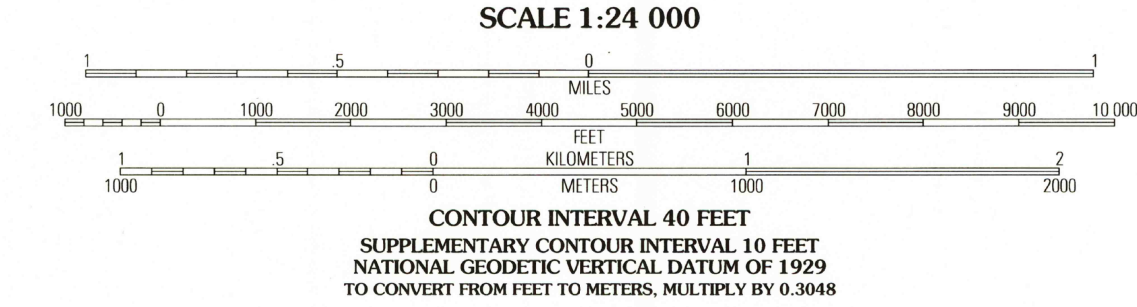 SCALE 1:24 000
1 .5 0 1
MILES
1000 0 1000 2000 3000 4000 5000 6000 7000 8000 9000 10 000
FEET
1 .5 0 KILOMETERS 1 2
1000 0 METERS 1000 2000
CONTOUR INTERVAL 40 FEET
SUPPLEMENTARY CONTOUR INTERVAL 10 FEET
NATIONAL GEODETIC VERTICAL DATUM OF 1929
TO CONVERT FROM FEET TO METERS, MULTIPLY BY 0.3048